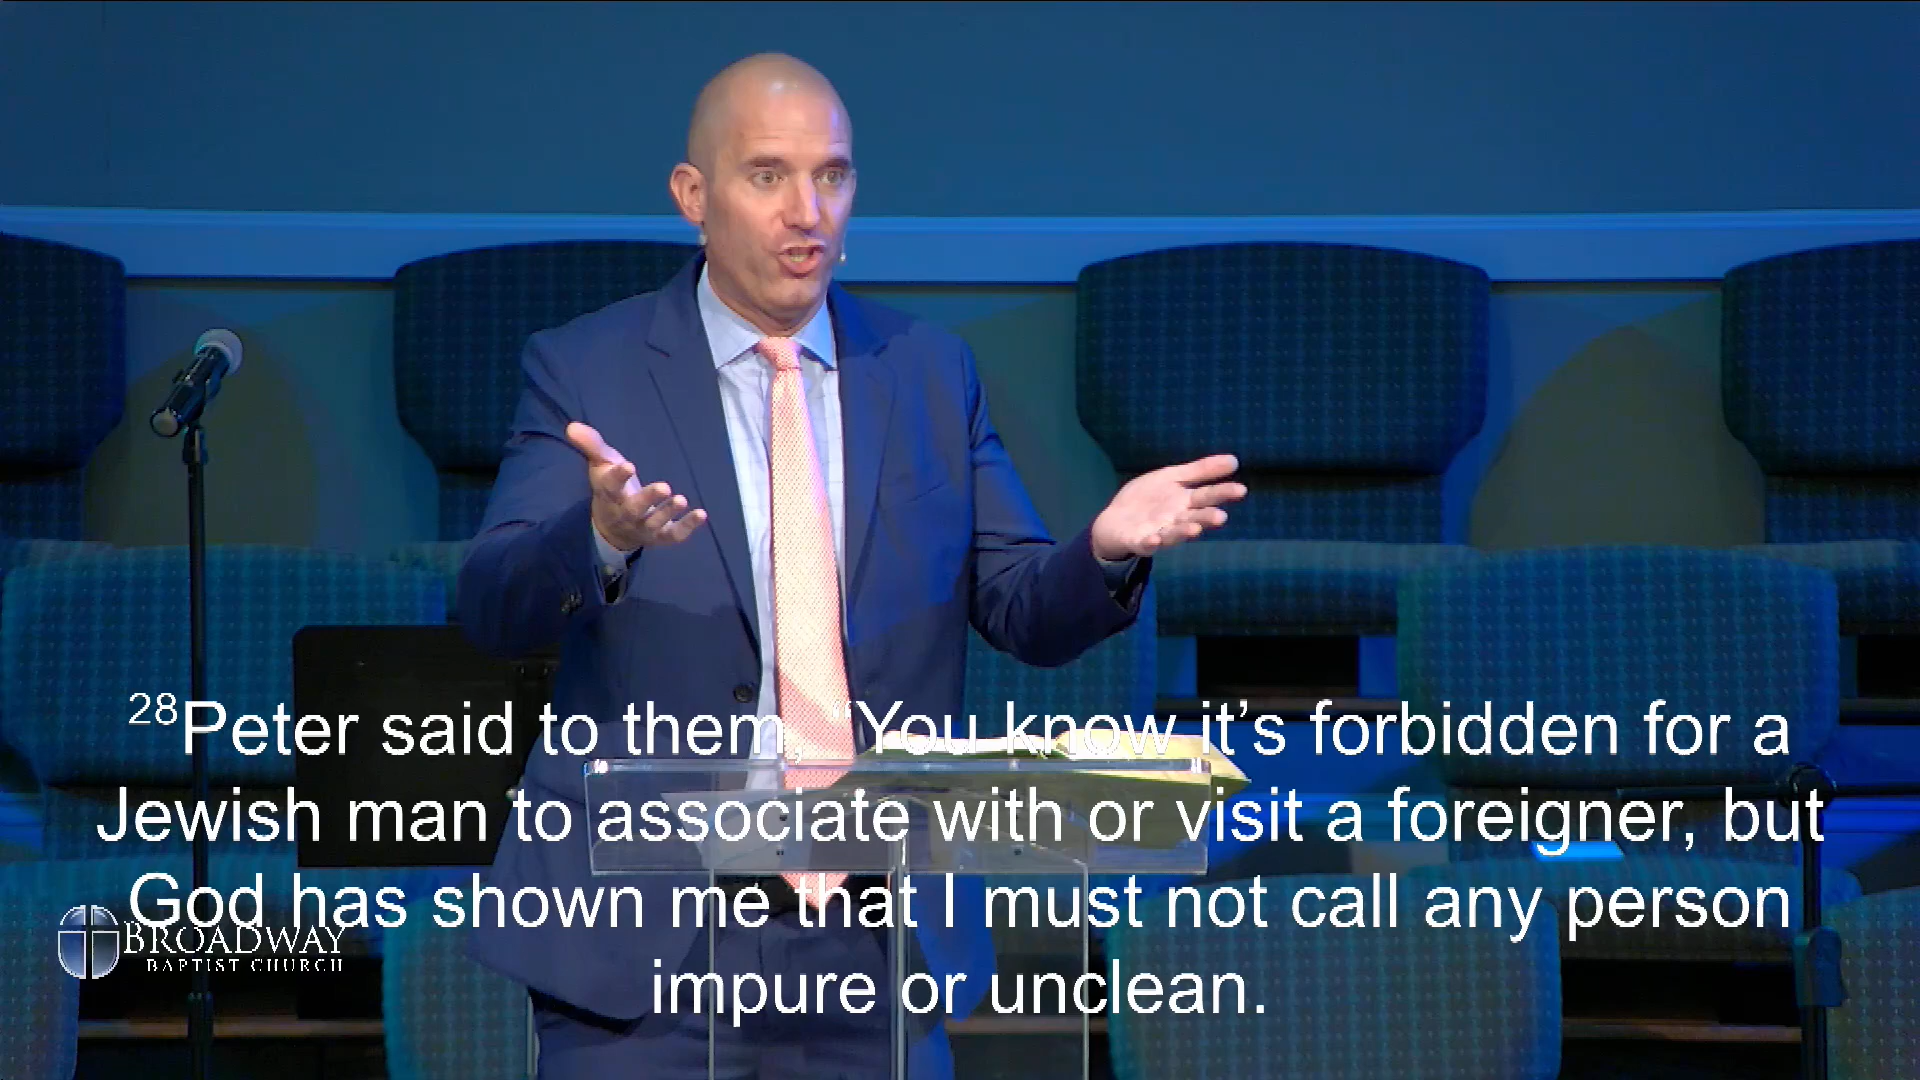 28Peter said to them, “You know it’s forbidden for a
Jewish man to associate with or visit a foreigner, but
God has shown me that I must not call any person
impure or unclean.
BROADWAY
BAPTIST CHURCH